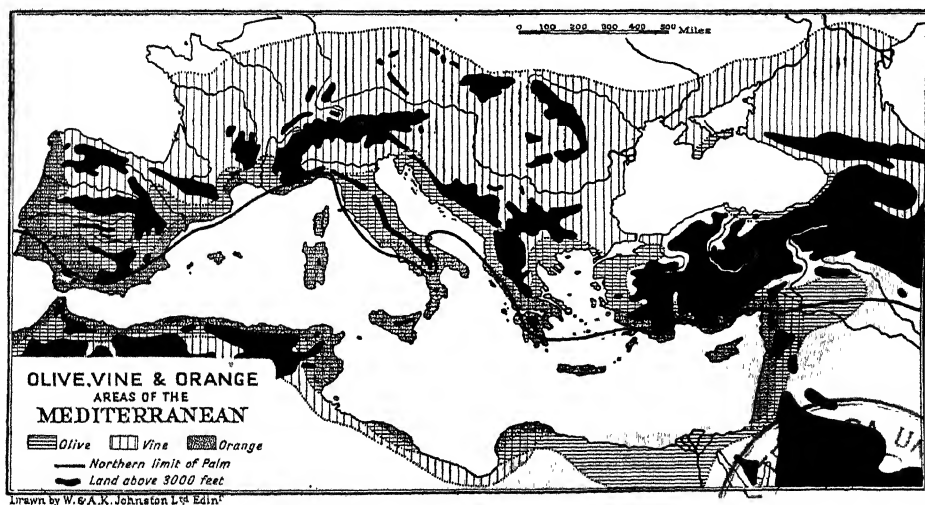 0 100 200 300 400 500 Miles
OLIVE, VINE & ORANGE
AREAS OF THE
MEDITERRANEAN
Olive Vine Orange
Northern limit of Palm
Land above 3000 feet
Drawn by W. & A.K. Johnston Ltd Edinr